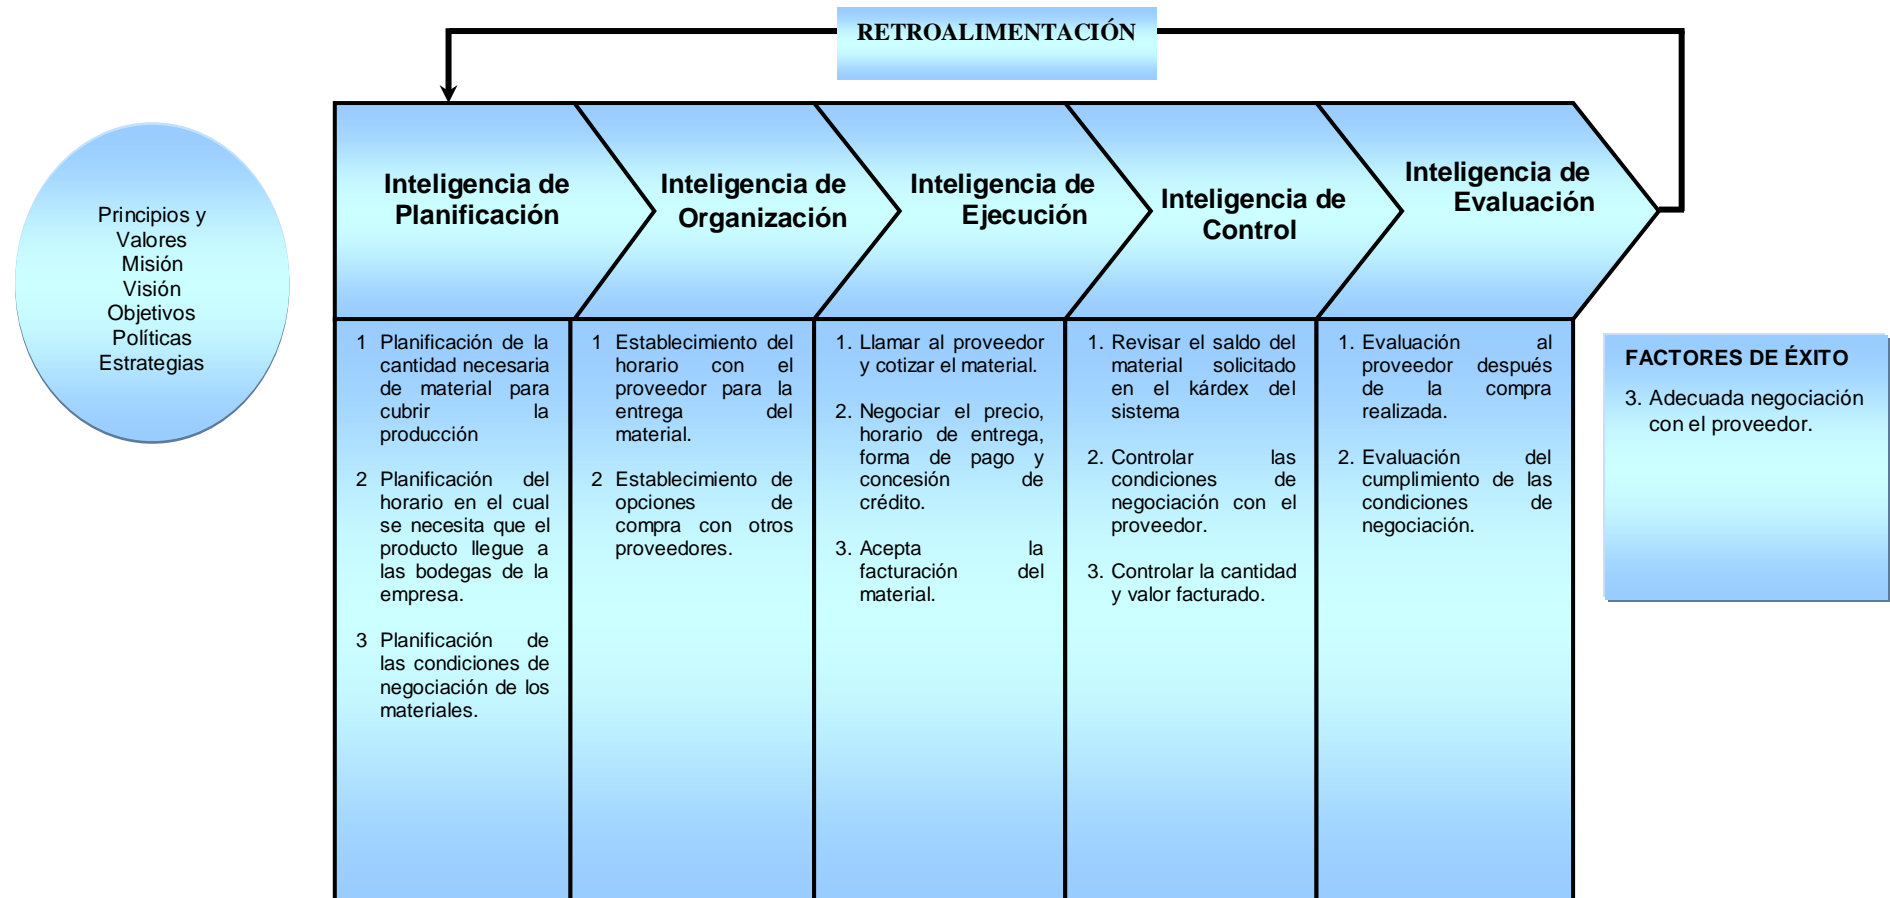 RETROALIMENTACIÓN
Principios y
Valores
Misión
Visión
Objetivos
Políticas
Estrategias
Inteligencia de
Planificación
Inteligencia de
Organización
Inteligencia de
Ejecución
Inteligencia de
Control
Inteligencia de
Evaluación
1 Planificación de la
cantidad necesaria
de material para
cubrir la
producción
2 Planificación del
horario en el cual
se necesita que el
producto llegue a
las bodegas de la
empresa.
3 Planificación de
las condiciones de
negociación de los
materiales.
1 Establecimiento del
horario con el
proveedor para la
entrega del
material.
2 Establecimiento de
opciones de
compra con otros
proveedores.
1. Llamar al proveedor
y cotizar el material.
2. Negociar el precio,
horario de entrega,
forma de pago y
concesión de
crédito.
3. Acepta la
facturación del
material.
1. Revisar el saldo del
material solicitado
en el kárdex del
sistema
2. Controlar las
condiciones de
negociación con el
proveedor.
3. Controlar la cantidad
y valor facturado.
1. Evaluación al
proveedor después
de la compra
realizada.
2. Evaluación del
cumplimiento de las
condiciones de
negociación.
FACTORES DE ÉXITO
3. Adecuada negociación
con el proveedor.